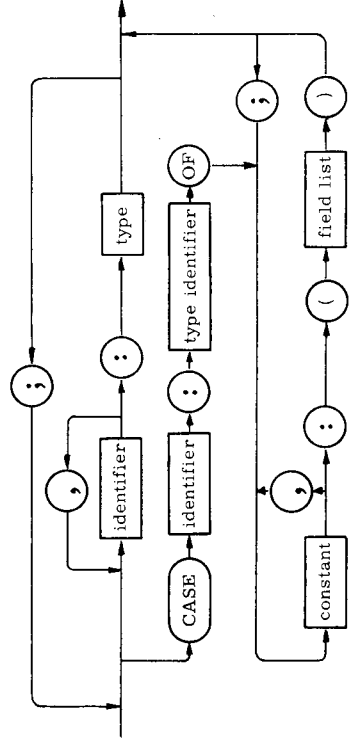 ;
,
identifier
:
type
CASE
identifier
:
type identifier
OF
;
,
constant
:
(
field list
)